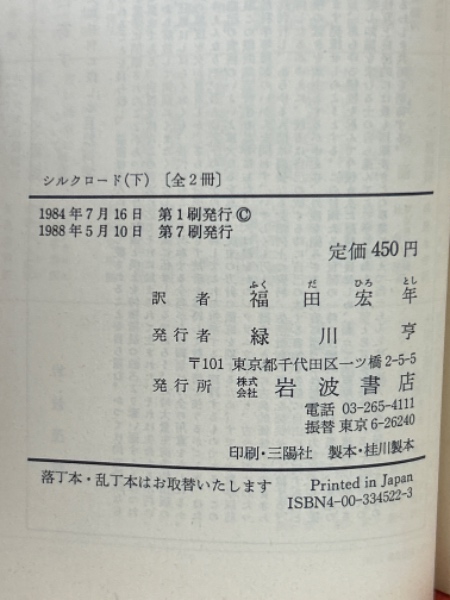 シルクロード(下)〔全2冊〕
1984年7月16日 第1刷発行©
1988年5月10日 第7刷発行
定価450円
ふく だ ひろ とし
訳者 福田宏年
発行者 緑川亨
〒101 東京都千代田区一ツ橋2-5-5
発行所 株式会社 岩波書店
電話 03-265-4111
振替 東京6-26240
印刷・三陽社 製本・桂川製本
落丁本・乱丁本はお取替いたします
Printed in Japan
ISBN4-00-334522-3